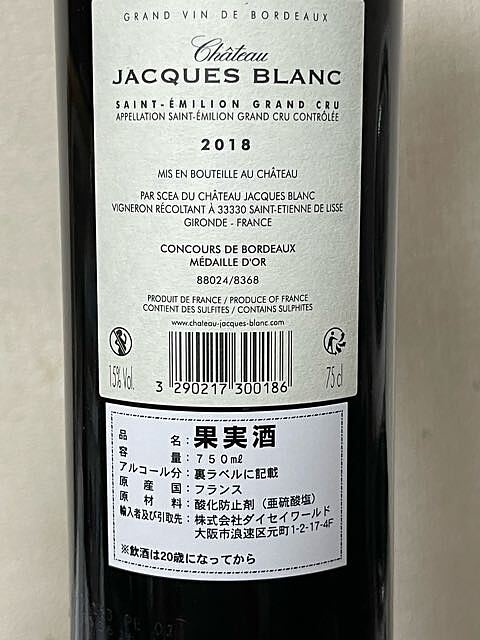 GRAND VIN DE BORDEAUX
Château
JACQUES BLANC
SAINT-ÉMILION GRAND CRU
APPELLATION SAINT-ÉMILION GRAND CRU CONTRÔLÉE
2018
MIS EN BOUTEILLE AU CHÂTEAU
PAR SCEA DU CHÂTEAU JACQUES BLANC
VIGNERON RÉCOLTANT À 33330 SAINT-ETIENNE DE LISSE
GIRONDE - FRANCE
CONCOURS DE BORDEAUX
MÉDAILLE D'OR
88024/8368
PRODUIT DE FRANCE / PRODUCE OF FRANCE
CONTIENT DES SULFITES / CONTAINS SULPHITES
www.chateau-jacques-blanc.com
15% Vol.
3 290217 300186
75 cl
品名：果実酒
容量：７５０㎖
アルコール分：裏ラベルに記載
原産国：フランス
原材料：酸化防止剤（亜硫酸塩）
輸入者及び引取先：株式会社ダイセイワールド
大阪市浪速区元町1-2-17-4F
※飲酒は20歳になってから